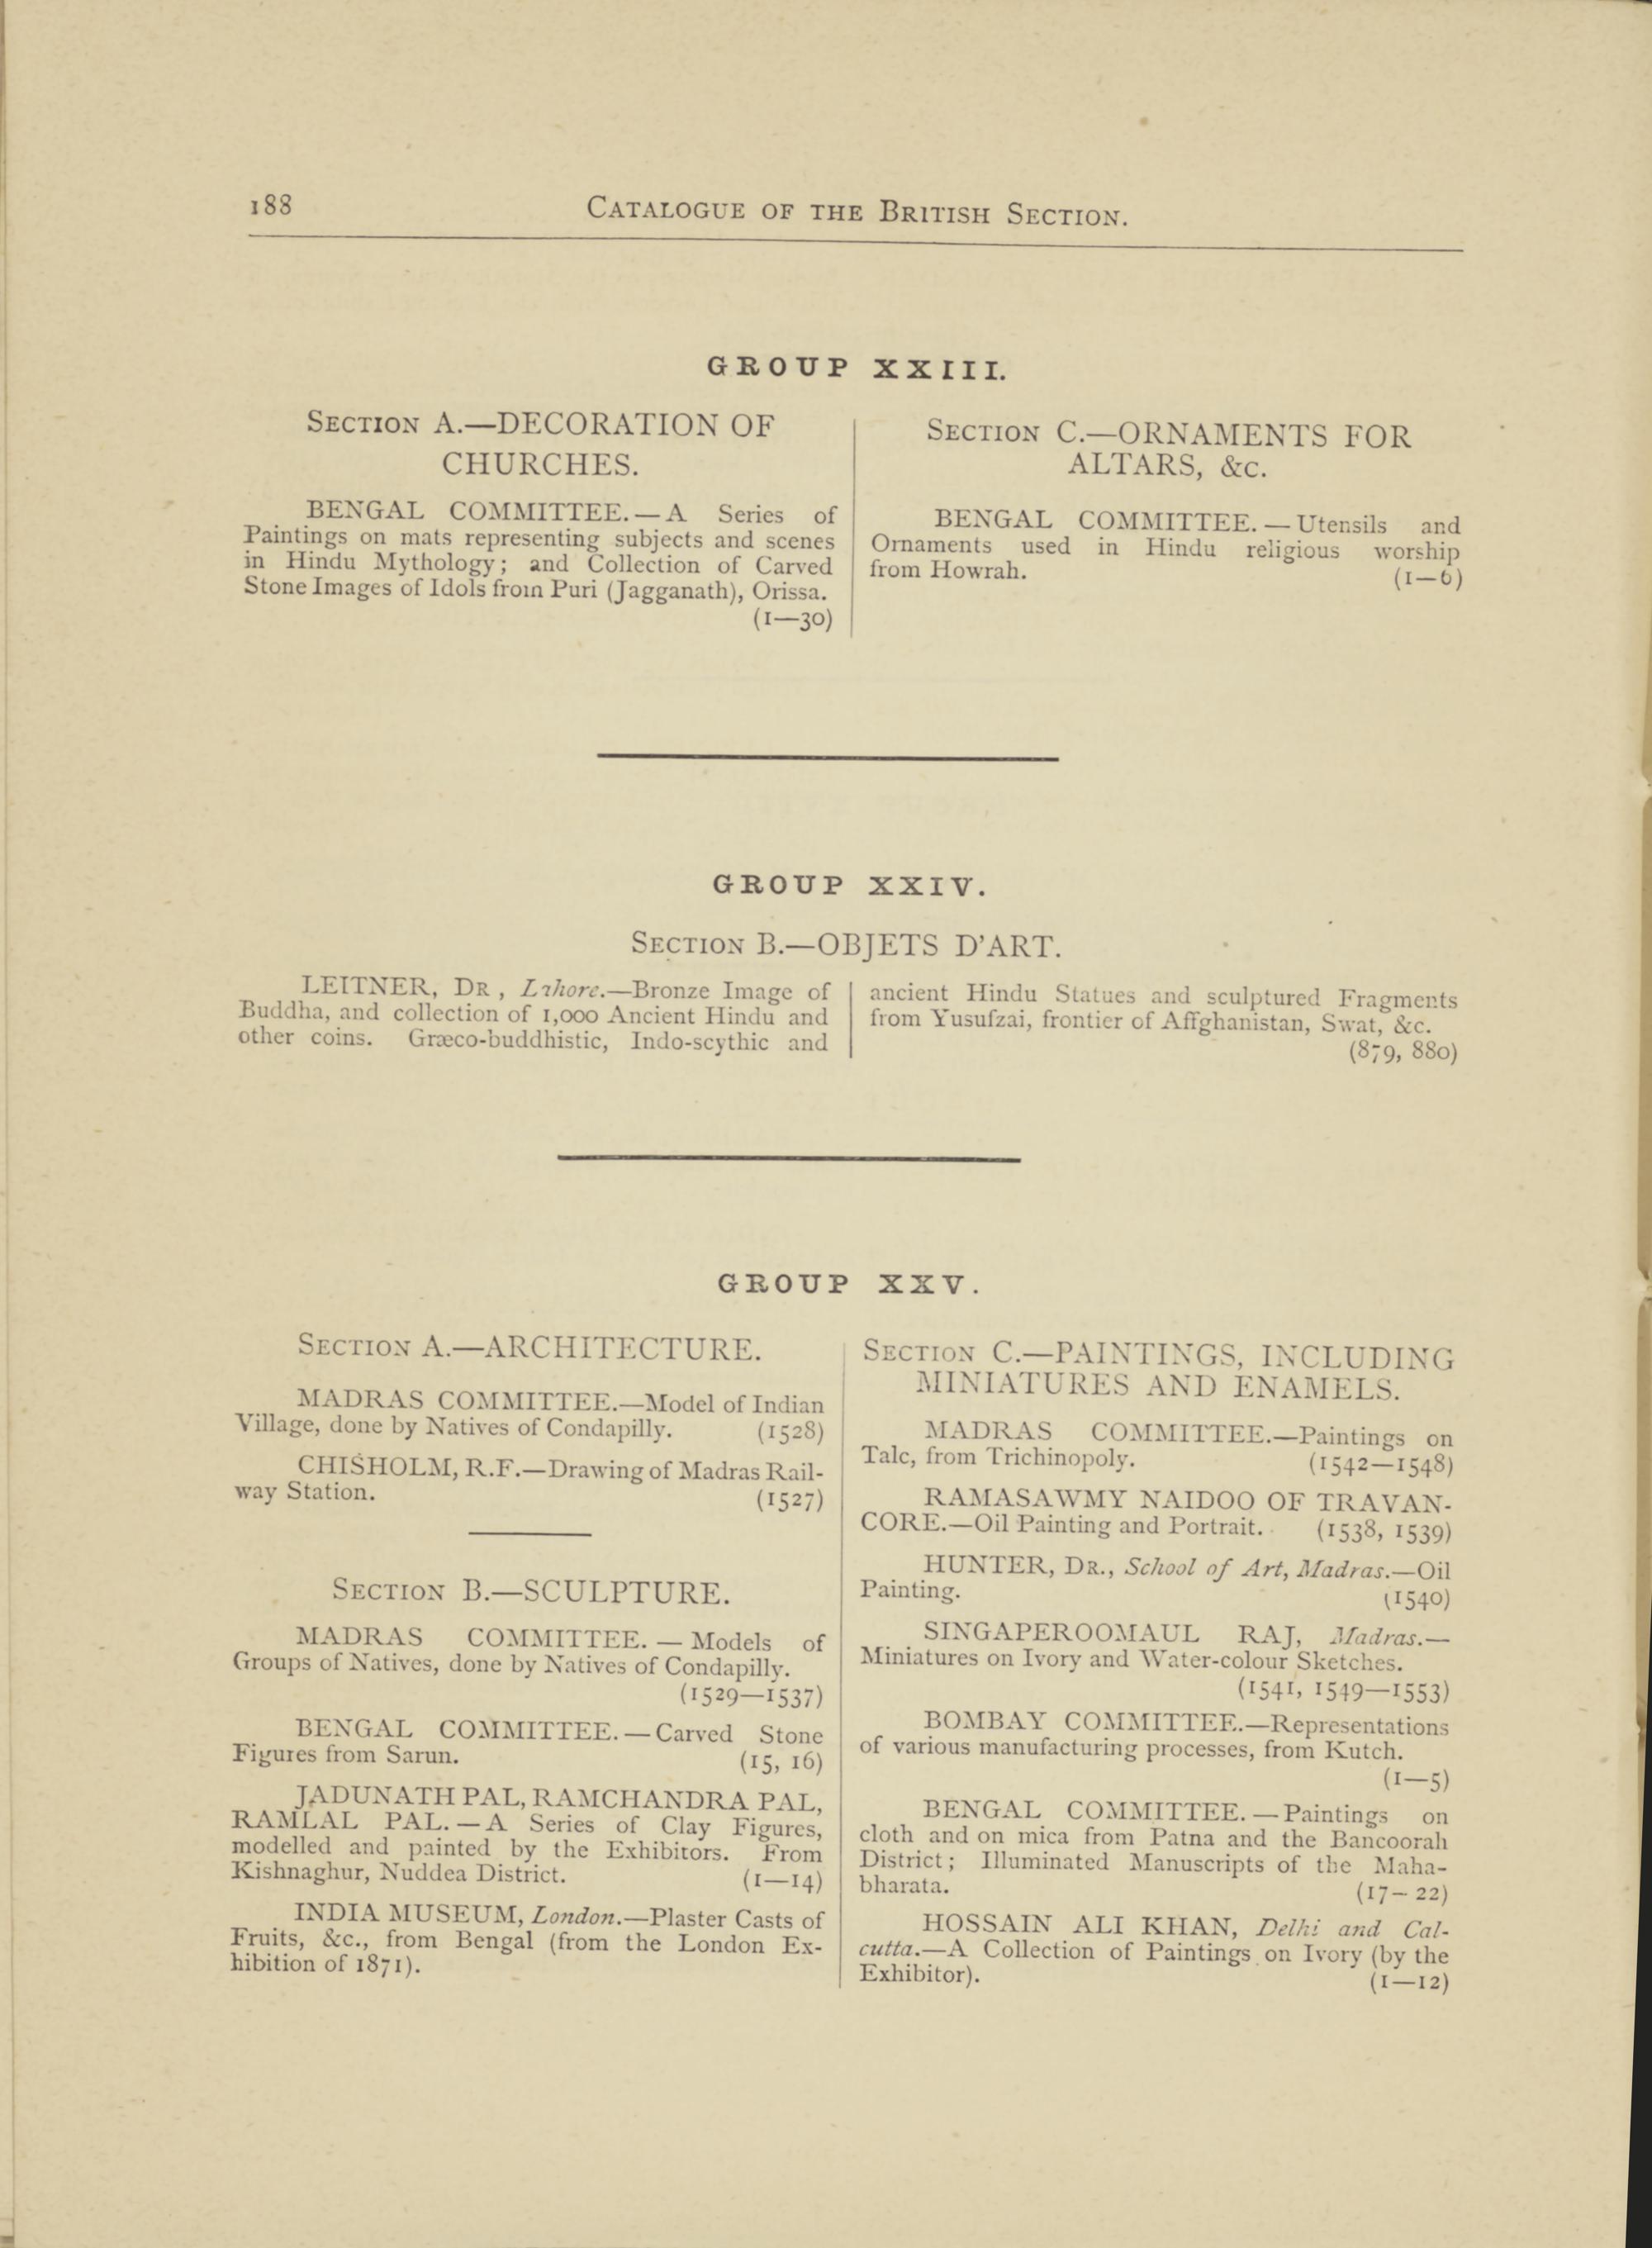 188
CATALOGUE OF THE BRITISH SECTION.
GROUP XXIII.
SECTION A.—DECORATION OF
CHURCHES.
BENGAL COMMITTEE.—A Series of
Paintings on mats representing subjects and scenes
in Hindu Mythology; and Collection of Carved
Stone Images of Idols from Puri (Jagganath), Orissa.
(1—30)
SECTION C.—ORNAMENTS FOR
ALTARS, &C.
BENGAL COMMITTEE.—Utensils and
Ornaments used in Hindu religious worship
from Howrah. (1—6)
GROUP XXIV.
SECTION B.—OBJETS D'ART.
LEITNER, DR, Lahore.—Bronze Image of
Buddha, and collection of 1,000 Ancient Hindu and
other coins. Græco-buddhistic, Indo-scythic and
ancient Hindu Statues and sculptured Fragments
from Yusufzai, frontier of Affghanistan, Swat, &c.
(879, 880)
GROUP XXV.
SECTION A.—ARCHITECTURE.
MADRAS COMMITTEE.—Model of Indian
Village, done by Natives of Condapilly. (1528)
CHISHOLM, R.F.—Drawing of Madras Rail-
way Station. (1527)
SECTION B.—SCULPTURE.
MADRAS COMMITTEE.—Models of
Groups of Natives, done by Natives of Condapilly.
(1529—1537)
BENGAL COMMITTEE.—Carved Stone
Figures from Sarun. (15, 16)
JADUNATH PAL, RAMCHANDRA PAL,
RAMLAL PAL.—A Series of Clay Figures,
modelled and painted by the Exhibitors. From
Kishnaghur, Nuddea District. (1—14)
INDIA MUSEUM, London.—Plaster Casts of
Fruits, &c., from Bengal (from the London Ex-
hibition of 1871).
SECTION C.—PAINTINGS, INCLUDING
MINIATURES AND ENAMELS.
MADRAS COMMITTEE.—Paintings on
Talc, from Trichinopoly. (1542—1548)
RAMASAWMY NAIDOO OF TRAVAN-
CORE.—Oil Painting and Portrait. (1538, 1539)
HUNTER, DR., School of Art, Madras.—Oil
Painting. (1540)
SINGAPEROOMAUL RAJ, Madras.—
Miniatures on Ivory and Water-colour Sketches.
(1541, 1549—1553)
BOMBAY COMMITTEE.—Representations
of various manufacturing processes, from Kutch.
(1—5)
BENGAL COMMITTEE.—Paintings on
cloth and on mica from Patna and the Bancoorah
District; Illuminated Manuscripts of the Maha-
bharata. (17—22)
HOSSAIN ALI KHAN, Delhi and Cal-
cutta.—A Collection of Paintings on Ivory (by the
Exhibitor). (1—12)